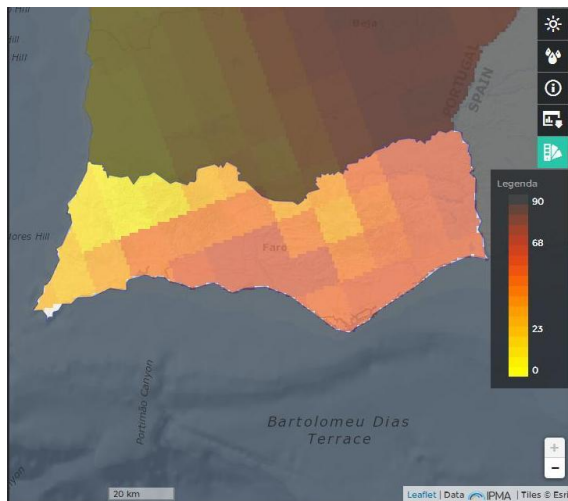 Hill
Hill
Beja
PORTUGAL
SPAIN
Legenda
90
68
23
0
ores Hill
Faro
Portimão Canyon
Bartolomeu Dias
Terrace
yon
+
−
20 km
Leaflet | Data IPMA | Tiles © Esri